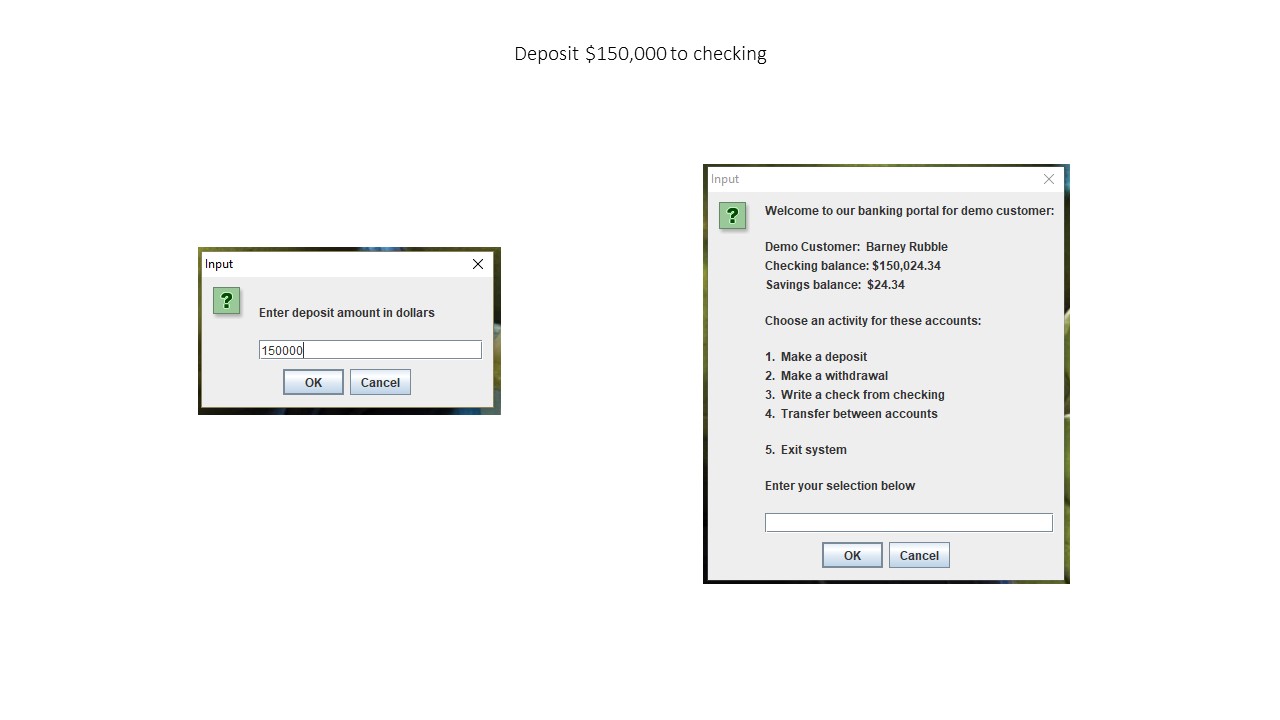 Deposit $150,000 to checking
Input
?
Enter deposit amount in dollars
150000
OK
Cancel
Input
?
Welcome to our banking portal for demo customer:
Demo Customer:  Barney Rubble
Checking balance: $150,024.34
Savings balance:  $24.34
Choose an activity for these accounts:
1.  Make a deposit
2.  Make a withdrawal
3.  Write a check from checking
4.  Transfer between accounts
5.  Exit system
Enter your selection below
OK
Cancel